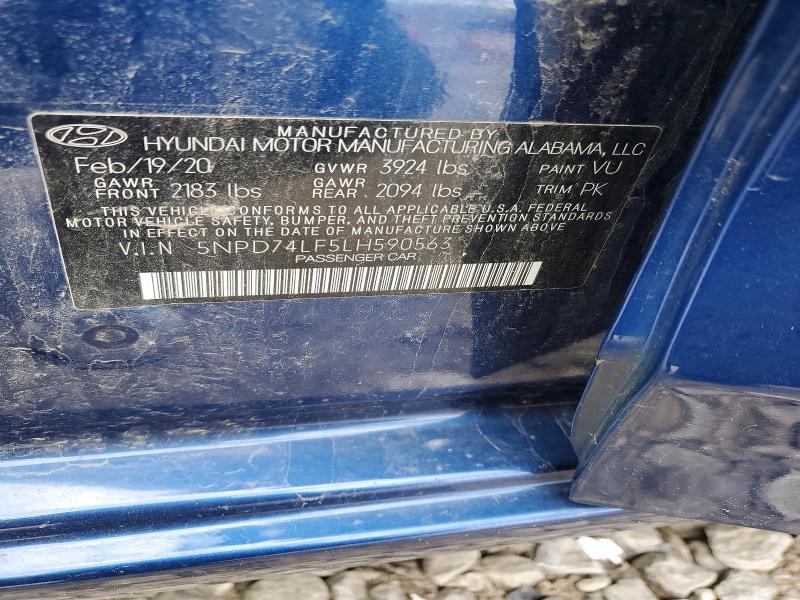 MANUFACTURED BY
HYUNDAI MOTOR MANUFACTURING ALABAMA, LLC
Feb/19/20 GVWR 3924 lbs PAINT VU
GAWR FRONT 2183 lbs GAWR REAR 2094 lbs TRIM PK
THIS VEHICLE CONFORMS TO ALL APPLICABLE U.S.A. FEDERAL
MOTOR VEHICLE SAFETY, BUMPER, AND THEFT PREVENTION STANDARDS
IN EFFECT ON THE DATE OF MANUFACTURE SHOWN ABOVE
V.I.N 5NPD74LF5LH590563
PASSENGER CAR